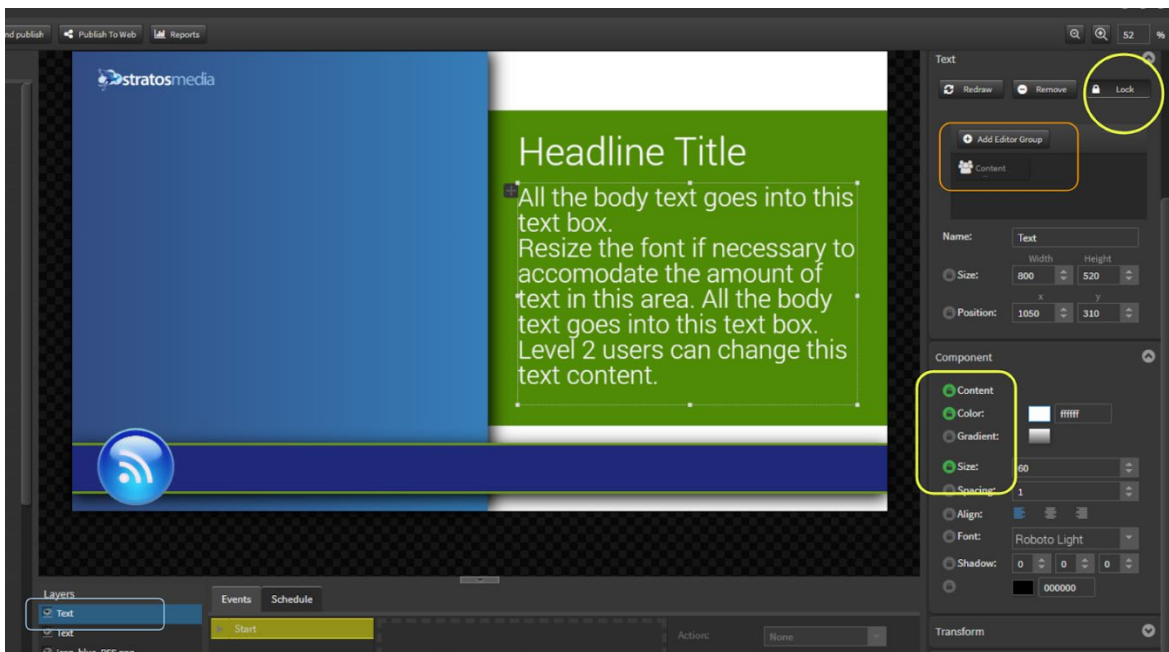 nd publish
Publish To Web
Reports
52 %
stratosmedia
Headline Title
All the body text goes into this
text box.
Resize the font if necessary to
accomodate the amount of
text in this area. All the body
text goes into this text box.
Level 2 users can change this
text content.
Text
Redraw
Remove
Lock
Add Editor Group
Content
Name: Text
Width Height
Size: 800 520
x y
Position: 1050 310
Component
Content
Color: ffffff
Gradient:
Size: 60
Spacing: 1
Align:
Font: Roboto Light
Shadow: 0 0 0
000000
Transform
Layers
Text
Text
Events
Schedule
Start
Action: None